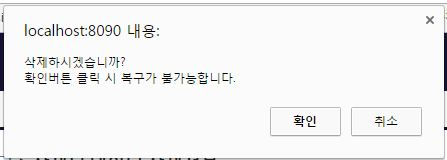 localhost:8090 내용:
삭제하시겠습니까?
확인버튼 클릭 시 복구가 불가능합니다.
확인
취소